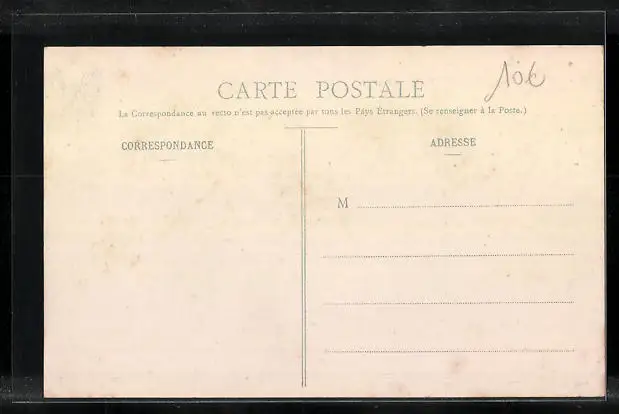 10€
CARTE POSTALE
La Correspondance au recto n'est pas acceptée par tous les Pays Étrangers. (Se renseigner à la Poste.)
CORRESPONDANCE
ADRESSE
M